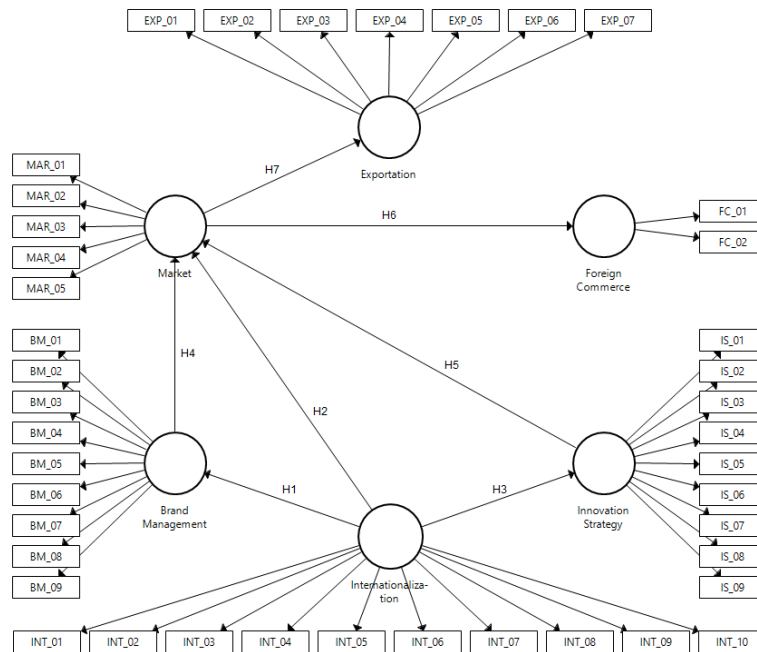 EXP_01
EXP_02
EXP_03
EXP_04
EXP_05
EXP_06
EXP_07
Exportation
H7
MAR_01
MAR_02
MAR_03
MAR_04
MAR_05
Market
H6
FC_01
FC_02
Foreign
Commerce
H4
H2
H5
BM_01
BM_02
BM_03
BM_04
BM_05
BM_06
BM_07
BM_08
BM_09
Brand
Management
H1
H3
Innovation
Strategy
IS_01
IS_02
IS_03
IS_04
IS_05
IS_06
IS_07
IS_08
IS_09
Internationaliza-
tion
INT_01
INT_02
INT_03
INT_04
INT_05
INT_06
INT_07
INT_08
INT_09
INT_10